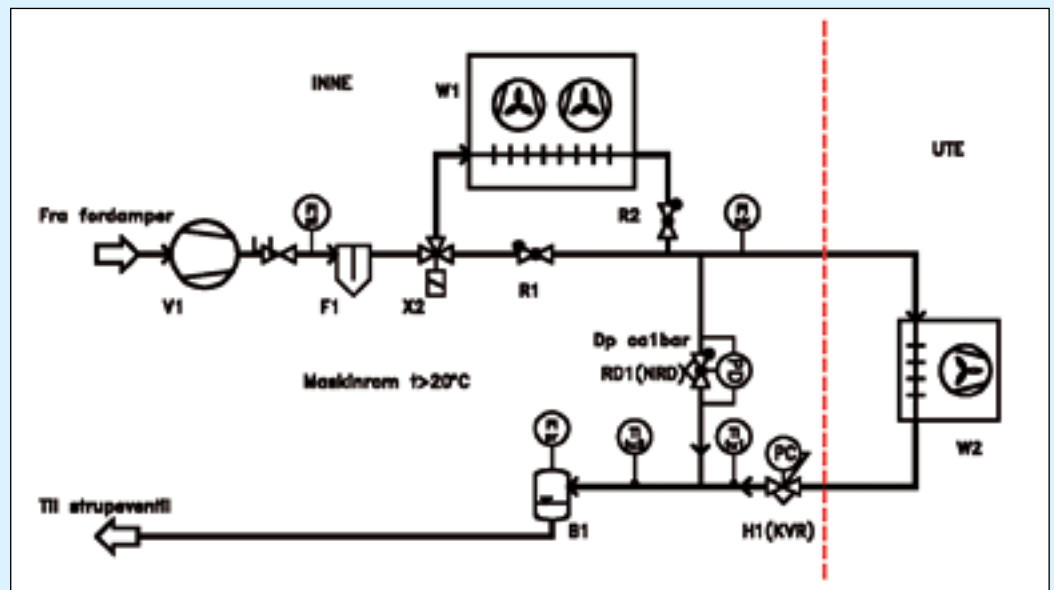 INNE
W1
UTE
Fra fordamper
R2
V1
F1
X2
R1
Dp ca1bar
RD1(NRD)
PD
Maskinrom t>20°C
W2
PC
Til strupeventil
B1
H1(KVR)